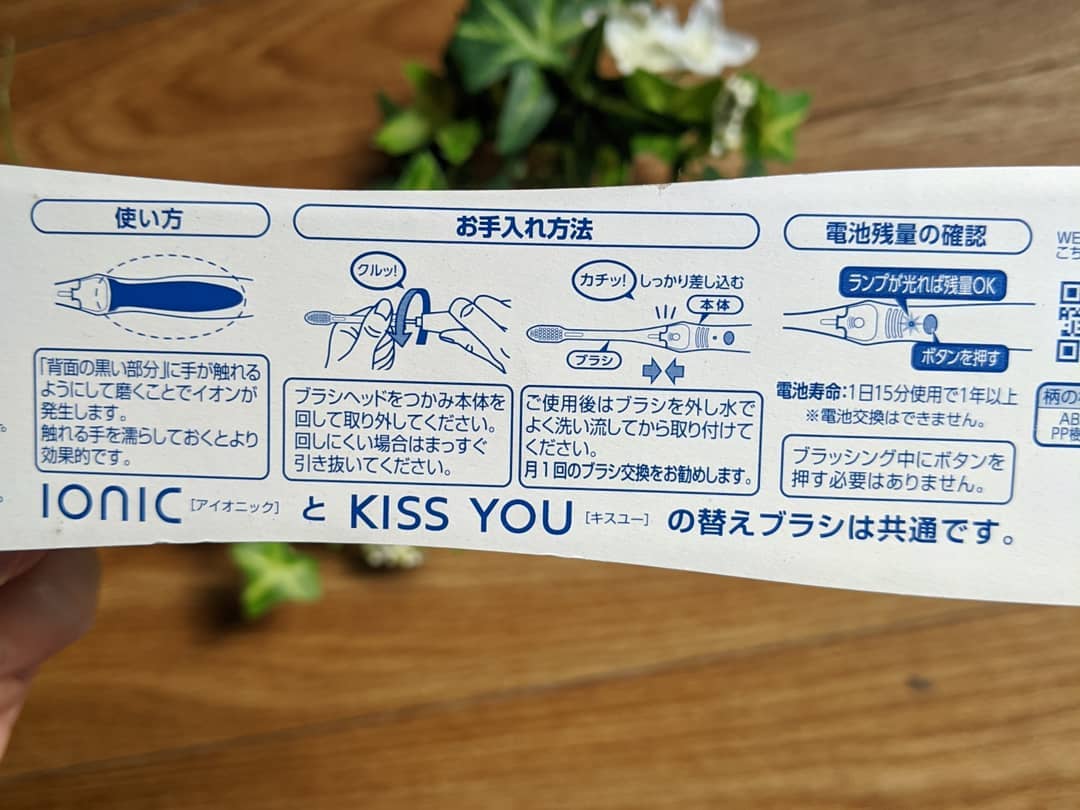 使い方
「背面の黒い部分」に手が触れる
ようにして磨くことでイオンが
発生します。
触れる手を濡らしておくとより
効果的です。
お手入れ方法
クルッ!
ブラシヘッドをつかみ本体を
回して取り外してください。
回しにくい場合はまっすぐ
引き抜いてください。
カチッ!
しっかり差し込む
本体
ブラシ
ご使用後はブラシを外し水で
よく洗い流してから取り付けて
ください。
月1回のブラシ交換をお勧めします。
電池残量の確認
ランプが光れば残量OK
ボタンを押す
電池寿命:1日15分使用で1年以上
※電池交換はできません。
ブラッシング中にボタンを
押す必要はありません。
WE
こち
柄の
AB
PP
IONIC [アイオニック] と KISS YOU [キスユー] の替えブラシは共通です。